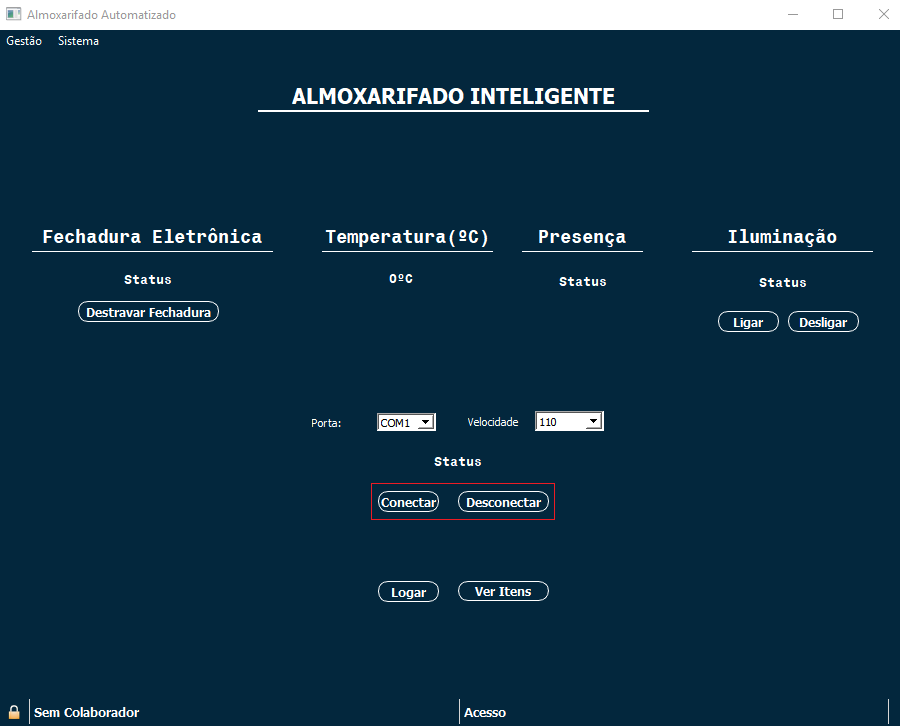 Almoxarifado Automatizado
Gestão Sistema
ALMOXARIFADO INTELIGENTE
Fechadura Eletrônica Temperatura(ºC) Presença Iluminação
Status 0ºC Status Status
Destravar Fechadura Ligar Desligar
Porta: COM1 Velocidade 110
Status
Conectar Desconectar
Logar Ver Itens
Sem Colaborador Acesso